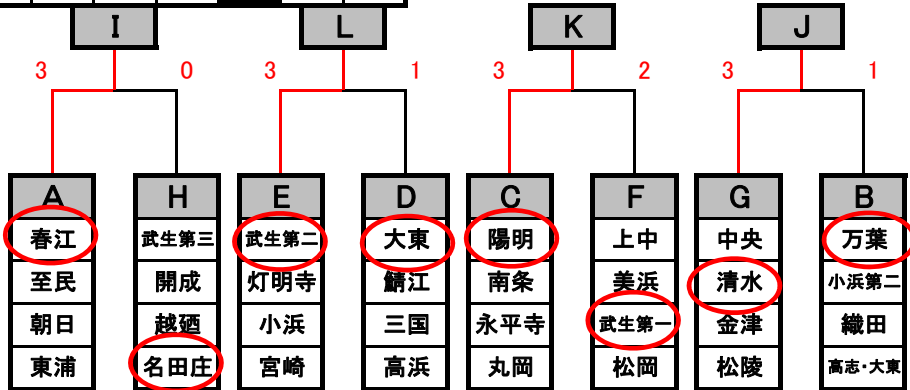 I L K J
3 0 3 1 3 2 3 1
A H E D C F G B
春江 武生第三 武生第二 大東 陽明 上中 中央 万葉
至民 開成 灯明寺 鯖江 南条 美浜 清水 小浜第二
朝日 越廼 小浜 三国 永平寺 武生第一 金津 織田
東浦 名田庄 宮崎 高浜 丸岡 松岡 松陵 高志・大東